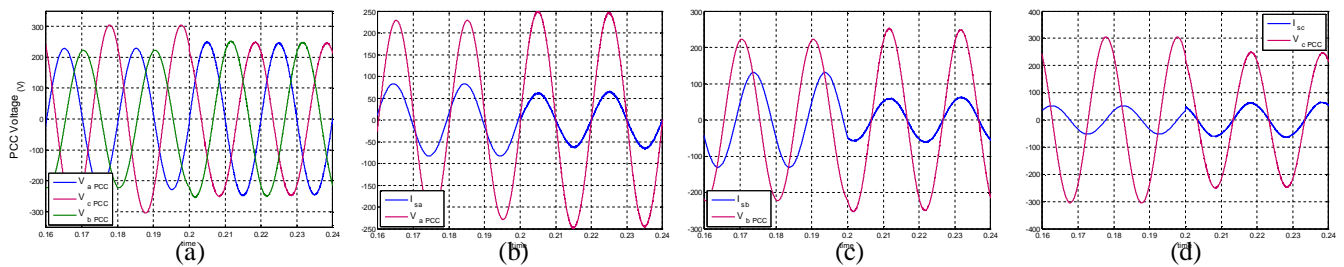 (a)
PCC Voltage (V)
300
200
100
0
-100
-200
-300
V a PCC
V c PCC
V b PCC
0.16 0.17 0.18 0.19 0.2 0.21 0.22 0.23 0.24
time
(a)
(b)
250
200
150
100
50
0
-50
-100
-150
-200
-250
I sa
V a PCC
0.16 0.17 0.18 0.19 0.2 0.21 0.22 0.23 0.24
time
(b)
(c)
300
200
100
0
-100
-200
-300
I sb
V b PCC
0.16 0.17 0.18 0.19 0.2 0.21 0.22 0.23 0.24
time
(c)
(d)
400
300
200
100
0
-100
-200
-300
-400
I sc
V c PCC
0.16 0.17 0.18 0.19 0.2 0.21 0.22 0.23 0.24
time
(d)